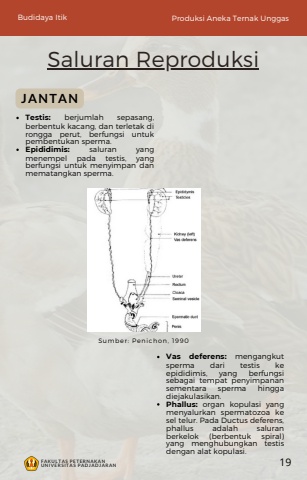 Budidaya Itik
Produksi Aneka Ternak Unggas
Saluran Reproduksi
JANTAN
• Testis: berjumlah sepasang,
berbentuk kacang, dan terletak di
rongga perut, berfungsi untuk
pembentukan sperma.
• Epididimis: saluran yang
menempel pada testis, yang
berfungsi untuk menyimpan dan
mematangkan sperma.
Epididymis
Testicles
Kidney (left)
Vas deferens
Ureter
Rectum
Cloaca
Seminal vesicle
Spermatic duct
Penis
Sumber: Penichon, 1990
• Vas deferens: mengangkut
sperma dari testis ke
epididimis, yang berfungsi
sebagai tempat penyimpanan
sementara sperma hingga
diejakulasikan.
• Phallus: organ kopulasi yang
menyalurkan spermatozoa ke
sel telur. Pada Ductus deferens,
phallus adalah saluran
berkelok (berbentuk spiral)
yang menghubungkan testis
dengan alat kopulasi.
FAKULTAS PETERNAKAN
UNIVERSITAS PADJADJARAN
19